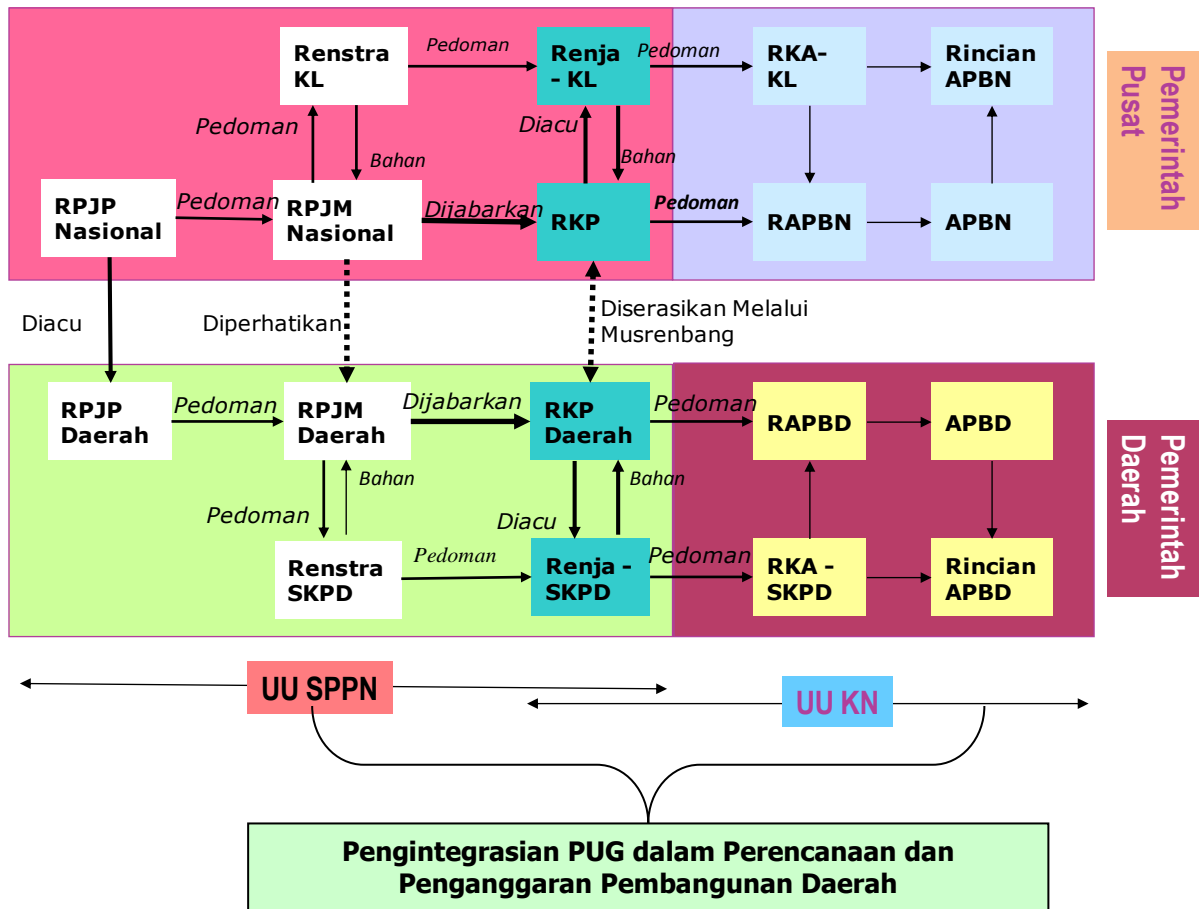 Renstra
KL
Pedoman
Renja
- KL
Pedoman
RKA-
KL
Rincian
APBN
Pemerintah
Pusat
Pedoman
Bahan
Diacu
Bahan
RPJP
Nasional
Pedoman
RPJM
Nasional
Dijabarkan
RKP
Pedoman
RAPBN
APBN
Diacu
Diperhatikan
Diserasikan Melalui
Musrenbang
RPJP
Daerah
Pedoman
RPJM
Daerah
Dijabarkan
RKP
Daerah
Pedoman
RAPBD
APBD
Pemerintah
Daerah
Pedoman
Bahan
Diacu
Bahan
Renstra
SKPD
Pedoman
Renja -
SKPD
Pedoman
RKA -
SKPD
Rincian
APBD
UU SPPN
UU KN
Pengintegrasian PUG dalam Perencanaan dan
Penganggaran Pembangunan Daerah